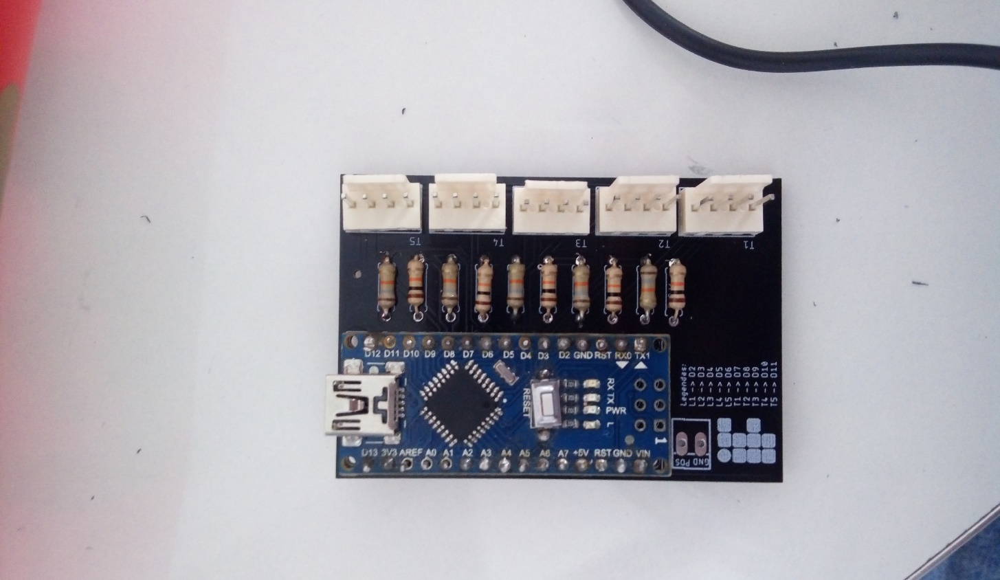 T5 T4 T3 T2 T1
D12 D11 D10 D9 D8 D7 D6 D5 D4 D3 D2 GND RST RX0 TX1
RESET
RX
TX
PWR
L
1
D13 3V3 AREF A0 A1 A2 A3 A4 A5 A6 A7 +5V RST GND VIN
Legendas:
L1 --> D2
L2 --> D3
L3 --> D4
L4 --> D5
L5 --> D6
T1 --> D7
T2 --> D8
T3 --> D9
T4 --> D10
T5 --> D11
GND POS